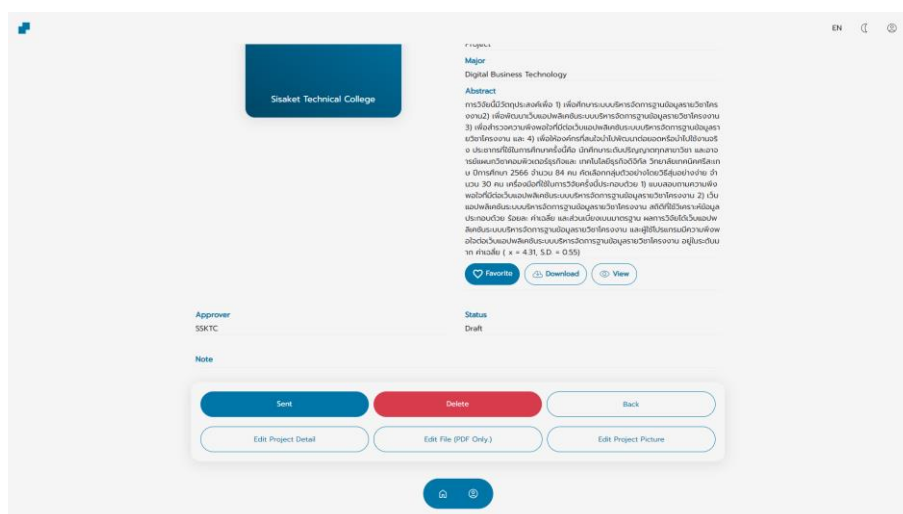 EN
Sisaket Technical College
Project
Major
Digital Business Technology
Abstract
การวิจัยนี้มีวัตถุประสงค์เพื่อ 1) เพื่อศึกษาระบบบริหารจัดการฐานข้อมูลรายวิชาโคร
งงาน2) เพื่อพัฒนาเว็บแอปพลิเคชันระบบบริหารจัดการฐานข้อมูลรายวิชาโครงงาน
3) เพื่อสำรวจความพึงพอใจที่มีต่อเว็บแอปพลิเคชันระบบบริหารจัดการฐานข้อมูลรา
ยวิชาโครงงาน และ 4) เพื่อให้องค์กรที่สนใจนำไปพัฒนาต่อยอดหรือนำไปใช้งานจริ
ง ประชากรที่ใช้ในการศึกษาครั้งนี้คือ นักศึกษาระดับปริญญาตรีทุกสาขาวิชา และอาจา
รย์แผนกวิชาคอมพิวเตอร์ธุรกิจและ เทคโนโลยีธุรกิจดิจิทัล วิทยาลัยเทคนิคศรีสะเก
ษ ปีการศึกษา 2566 จำนวน 84 คน คัดเลือกกลุ่มตัวอย่างโดยวิธีสุ่มอย่างง่าย จำ
นวน 30 คน เครื่องมือที่ใช้ในการวิจัยครั้งนี้ประกอบด้วย 1) แบบสอบถามความพึง
พอใจที่มีต่อเว็บแอปพลิเคชันระบบบริหารจัดการฐานข้อมูลรายวิชาโครงงาน 2) เว็บ
แอปพลิเคชันระบบบริหารจัดการฐานข้อมูลรายวิชาโครงงาน สถิติที่ใช้วิเคราะห์ข้อมูล
ประกอบด้วย ร้อยละ ค่าเฉลี่ย และส่วนเบี่ยงเบนมาตรฐาน ผลการวิจัยได้เว็บแอปพ
ลิเคชันระบบบริหารจัดการฐานข้อมูลรายวิชาโครงงาน และผู้ใช้โปรแกรมมีความพึงพ
อใจต่อเว็บแอปพลิเคชันระบบบริหารจัดการฐานข้อมูลรายวิชาโครงงาน อยู่ในระดับม
าก ค่าเฉลี่ย ( x = 4.31, S.D. = 0.55)
Favorite
Download
View
Approver
Status
SSKTC
Draft
Note
Sent
Delete
Back
Edit Project Detail
Edit File (PDF Only.)
Edit Project Picture